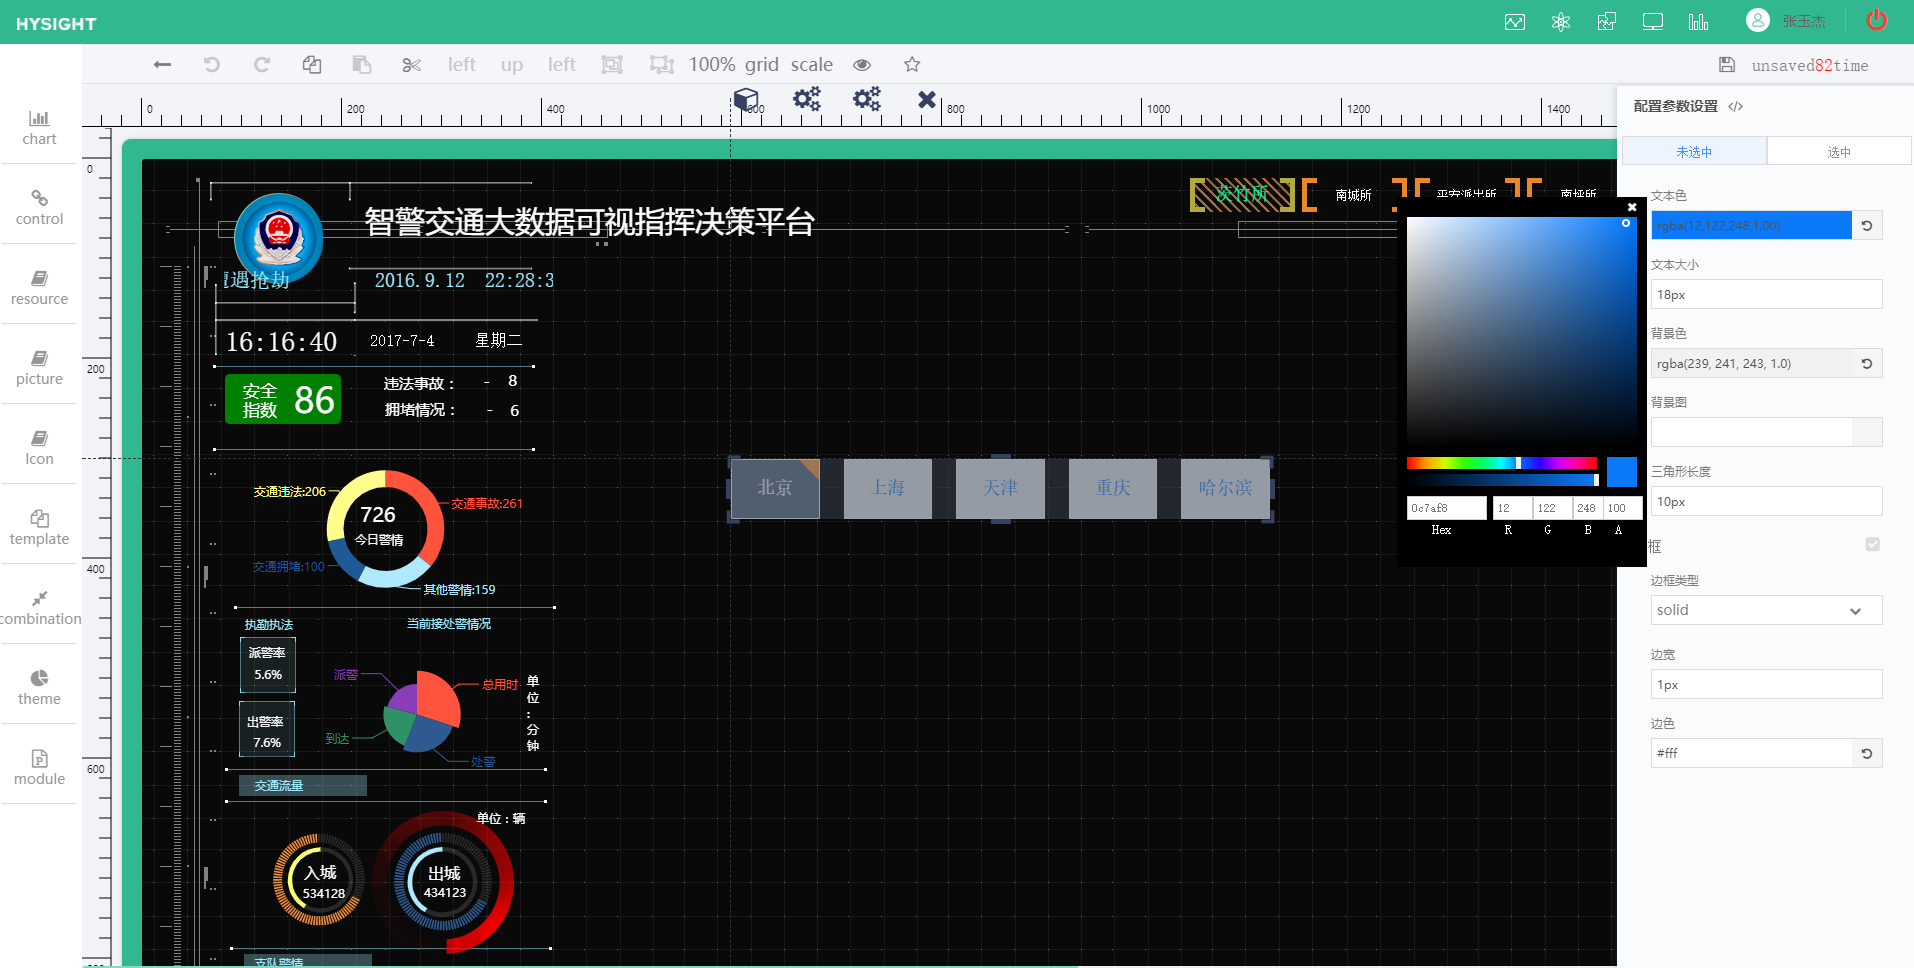 HYSIGHT
张玉杰
left
up
left
100%
grid
scale
unsaved82time
chart
control
resource
picture
Icon
template
combination
theme
module
0
200
400
600
800
1000
1200
1400
0
200
400
600
智警交通大数据可视指挥决策平台
茨竹所
南城所
平安派出所
南坪所
遭遇抢劫
2016.9.12 22:28:3
16:16:40
2017-7-4
星期二
安全
指数
86
违法事故：
- 8
拥堵情况：
- 6
交通违法:206
交通事故:261
726
今日警情
交通拥堵:100
其他警情:159
执勤执法
当前接处警情况
派警率
5.6%
出警率
7.6%
派警
总用时
到达
处警
单位：分钟
交通流量
单位：辆
入城
534128
出城
434123
支队警情
北京
上海
天津
重庆
哈尔滨
0c7af8
12
122
248
100
Hex
R
G
B
A
配置参数设置
</>
未选中
选中
文本色
rgba(12,122,248,1.00)
文本大小
18px
背景色
rgba(239, 241, 243, 1.0)
背景图
三角形长度
10px
框
边框类型
solid
边宽
1px
边色
#fff